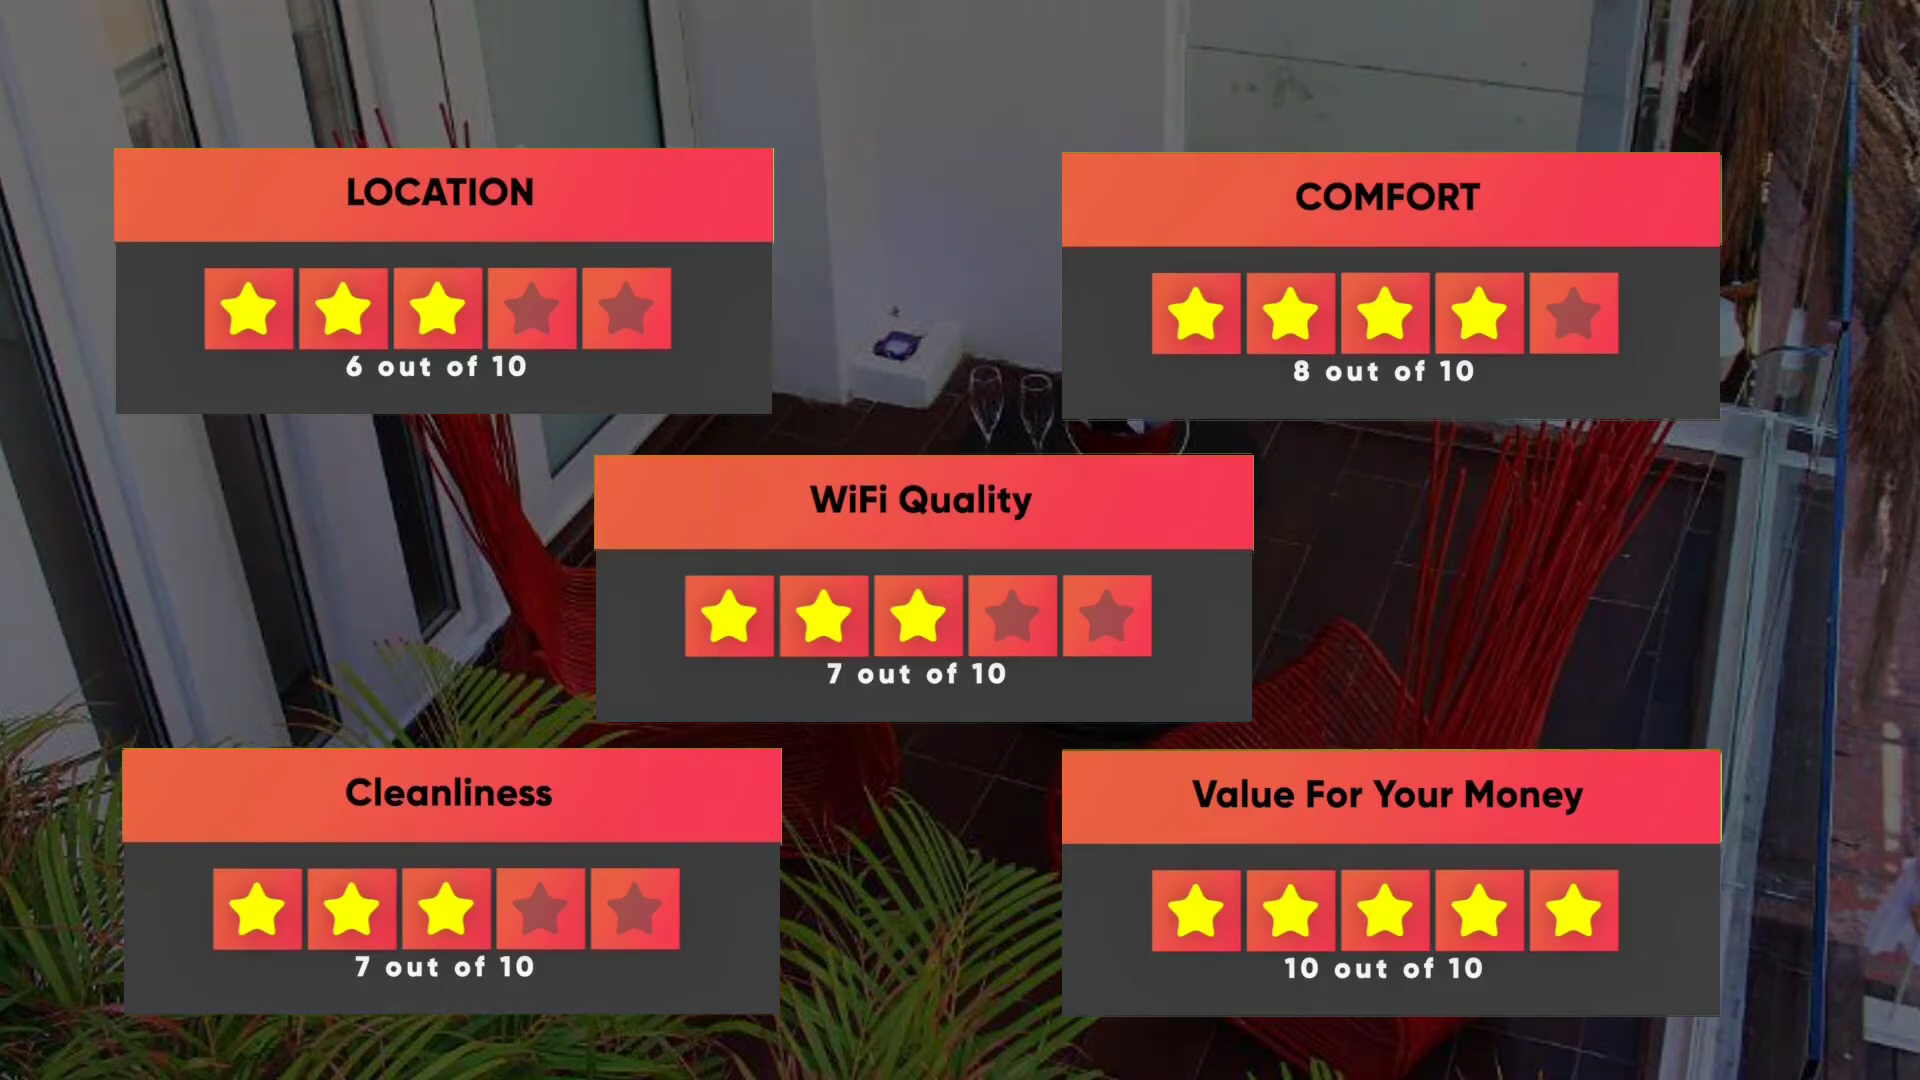 LOCATION
6 out of 10
COMFORT
8 out of 10
WiFi Quality
7 out of 10
Cleanliness
7 out of 10
Value For Your Money
10 out of 10